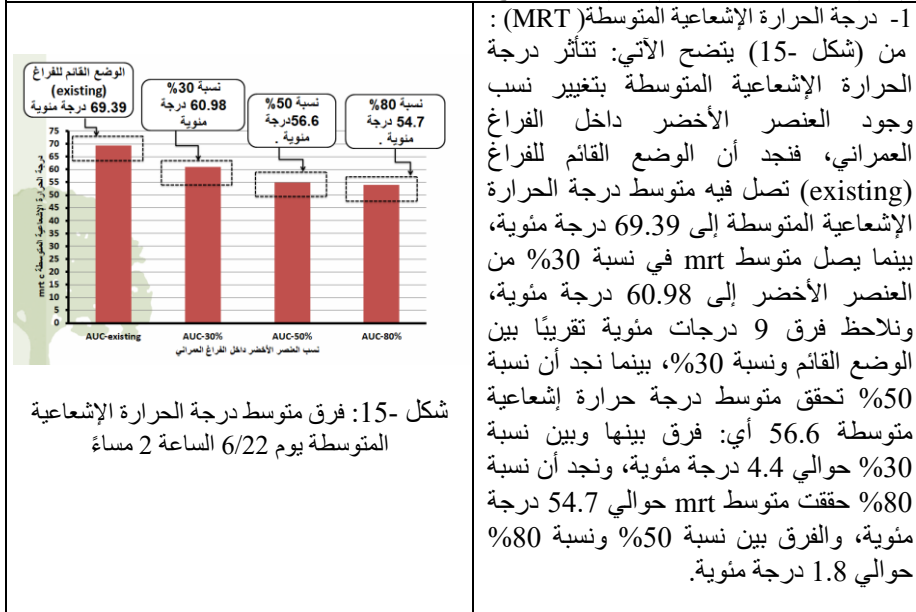 1- درجة الحرارة الإشعاعية المتوسطة( MRT) :
من (شكل -15) يتضح الآتي: تتأثر درجة
الحرارة الإشعاعية المتوسطة بتغيير نسب
وجود العنصر الأخضر داخل الفراغ
العمراني، فنجد أن الوضع القائم للفراغ
(existing) تصل فيه متوسط درجة الحرارة
الإشعاعية المتوسطة إلى 69.39 درجة مئوية،
بينما يصل متوسط mrt في نسبة 30% من
العنصر الأخضر إلى 60.98 درجة مئوية،
ونلاحظ فرق 9 درجات مئوية تقريبًا بين
الوضع القائم ونسبة 30%، بينما نجد أن نسبة
50% تحقق متوسط درجة حرارة إشعاعية
متوسطة 56.6 أي: فرق بينها وبين نسبة
30% حوالي 4.4 درجة مئوية، ونجد أن نسبة
80% حققت متوسط mrt حوالي 54.7 درجة
مئوية، والفرق بين نسبة 50% ونسبة 80%
حوالي 1.8 درجة مئوية.
الوضع القائم للفراغ
(existing)
69.39 درجة مئوية
نسبة 30%
60.98 درجة
مئوية
نسبة 50%
56.6درجة
مئوية .
نسبة 80%
54.7 درجة
مئوية .
درجة الحرارة الإشعاعية المتوسطة mrt c
75
70
65
60
55
50
45
40
35
30
25
20
15
10
5
0
AUC-existing
AUC-30%
AUC-50%
AUC-80%
نسب العنصر الأخضر داخل الفراغ العمراني
شكل -15: فرق متوسط درجة الحرارة الإشعاعية
المتوسطة يوم 6/22 الساعة 2 مساءً